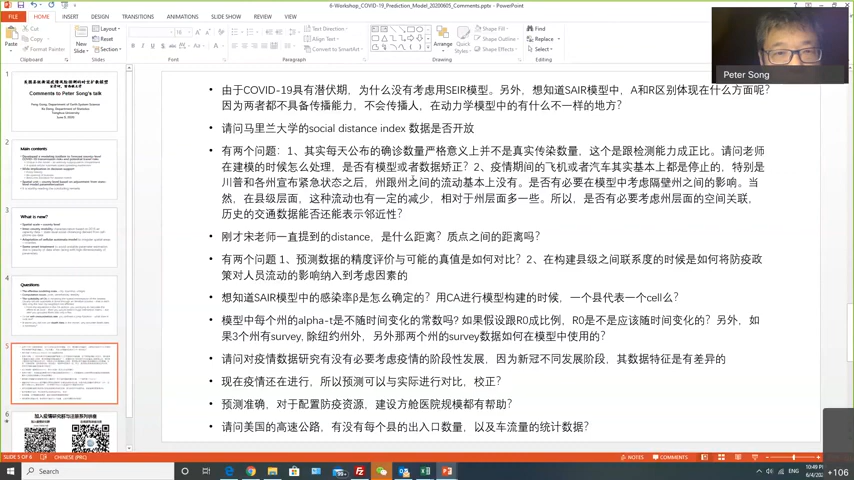 6-Workshop_COVID-19_Prediction_Model_20200605_Comments.pptx - PowerPoint
FILE HOME INSERT DESIGN TRANSITIONS ANIMATIONS SLIDE SHOW REVIEW VIEW
Paste
Cut
Copy
Format Painter
Clipboard
New Slide
Layout
Reset
Section
Slides
Font
Text Direction
Align Text
Convert to SmartArt
Paragraph
Arrange
Quick Styles
Shape Fill
Shape Outline
Shape Effects
Drawing
Find
Replace
Select
Editing
Peter Song
1
Comments to Peter Song's talk
2
Main contents
3
What is new?
4
Questions
5
6
由于COVID-19具有潜伏期，为什么没有考虑用SEIR模型。另外，想知道SAIR模型中，A和R区别体现在什么方面呢？
因为两者都不具备传播能力，不会传播人，在动力学模型中的有什么不一样的地方？
请问马里兰大学的social distance index 数据是否开放
有两个问题：1、其实每天公布的确诊数量严格意义上并不是真实传染数量，这个是跟检测能力成正比。请问老师
在建模的时候怎么处理，是否有模型或者数据矫正？2、疫情期间的飞机或者汽车其实基本上都是停止的，特别是
川普和各州宣布紧急状态之后，州跟州之间的流动基本上没有。是否有必要在模型中考虑隔壁州之间的影响。当
然，在县级层面，这种流动也有一定的减少，相对于州层面多一些。所以，是否有必要考虑州层面的空间关联，
历史的交通数据能否还能表示邻近性？
刚才宋老师一直提到的distance，是什么距离？质点之间的距离吗？
有两个问题 1、预测数据的精度评价与可能的真值是如何对比？2、在构建县级之间联系度的时候是如何将防疫政
策对人员流动的影响纳入到考虑因素的
想知道SAIR模型中的感染率β是怎么确定的？用CA进行模型构建的时候，一个县代表一个cell么？
模型中每个州的alpha-t是不随时间变化的常数吗? 如果假设跟R0成比例，R0是不是应该随时间变化的？另外，如
果3个州有survey, 除纽约州外，另外那两个州的survey数据如何在模型中使用的？
请问对疫情数据研究有没有必要考虑疫情的阶段性发展，因为新冠不同发展阶段，其数据特征是有差异的
现在疫情还在进行，所以预测可以与实际进行对比，校正？
预测准确，对于配置防疫资源，建设方舱医院规模都有帮助？
请问美国的高速公路，有没有每个县的出入口数量，以及车流量的统计数据？
SLIDE 5 OF 6 CHINESE (PRC) NOTES COMMENTS
Search
ENG
10:49 PM
6/4/202
+106